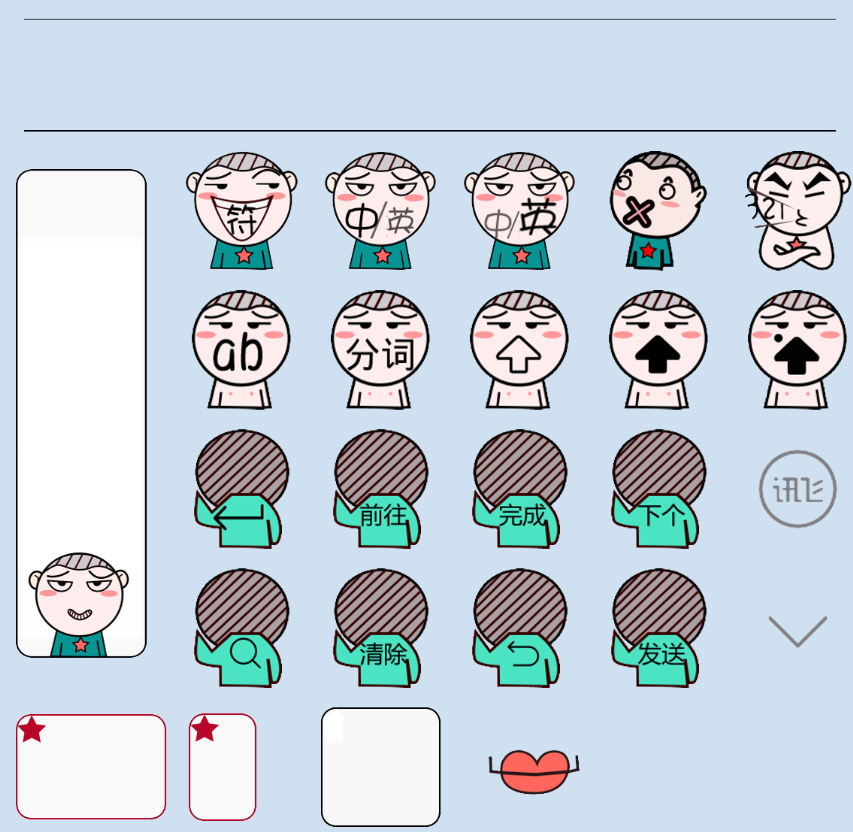 符 中/英 中/英
ab 分词
前往 完成 下个 讯飞
清除 发送